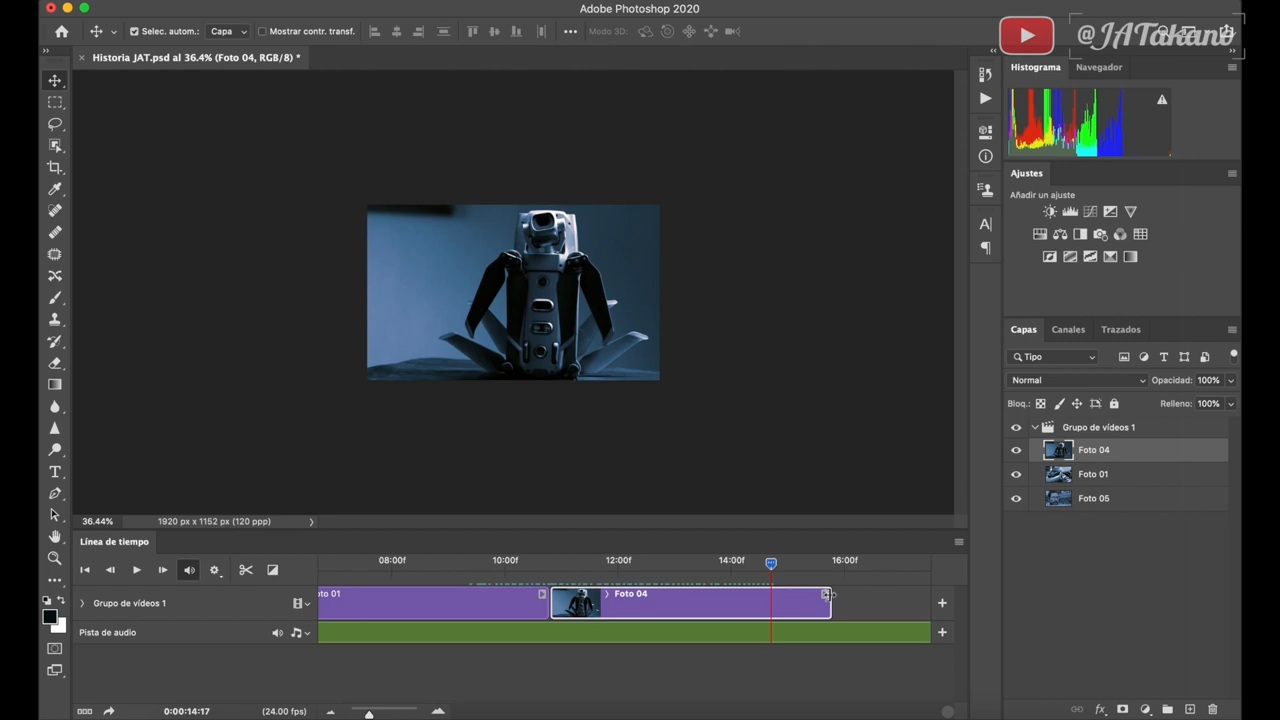 Adobe Photoshop 2020
Selec. autom.: Capa Mostrar contr. transf. Modo 3D:
@JATakano
Historia JAT.psd al 36.4% (Foto 04, RGB/8) *
Histograma Navegador
Ajustes
Añadir un ajuste
Capas Canales Trazados
Tipo
Normal Opacidad: 100%
Bloq.: Relleno: 100%
Grupo de vídeos 1
Foto 04
Foto 01
Foto 05
36.44% 1920 px x 1152 px (120 ppp)
Línea de tiempo
08:00f 10:00f 12:00f 14:00f 16:00f
Grupo de vídeos 1
oto 01 Foto 04
Pista de audio
0:00:14:17 (24.00 fps)